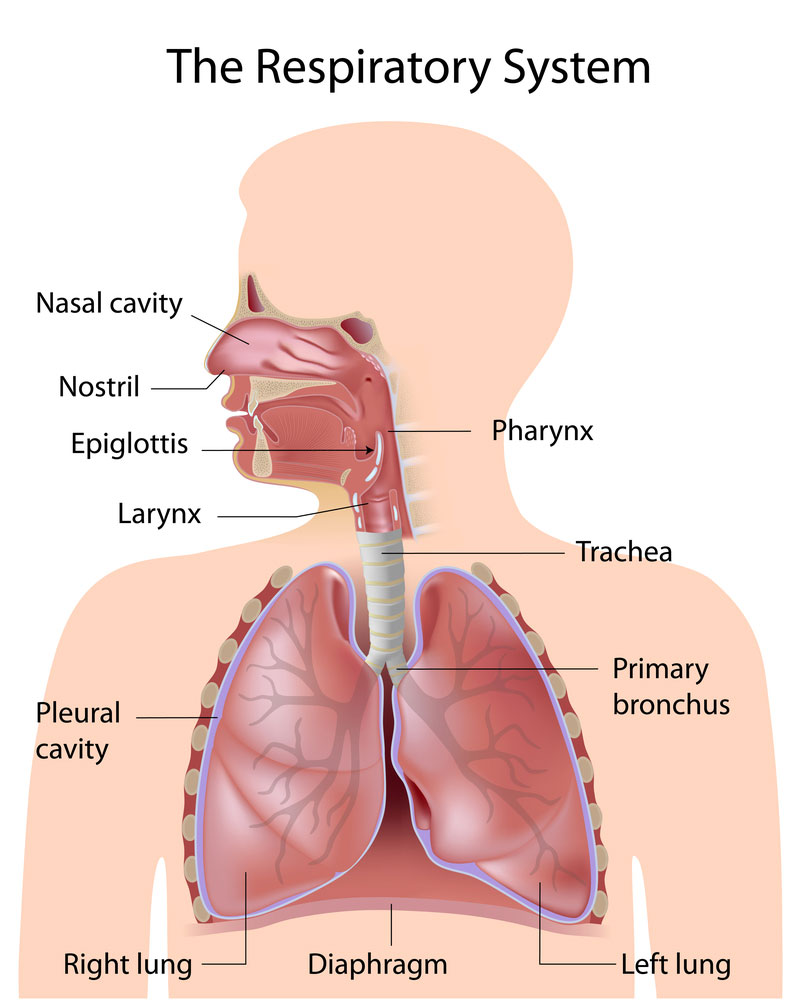 The Respiratory System
Nasal cavity
Nostril
Epiglottis
Pharynx
Larynx
Trachea
Primary
bronchus
Pleural
cavity
Right lung
Diaphragm
Left lung